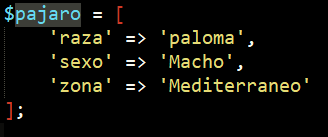 $pajaro = [
    'raza' => 'paloma',
    'sexo' => 'Macho',
    'zona' => 'Mediterraneo'
];